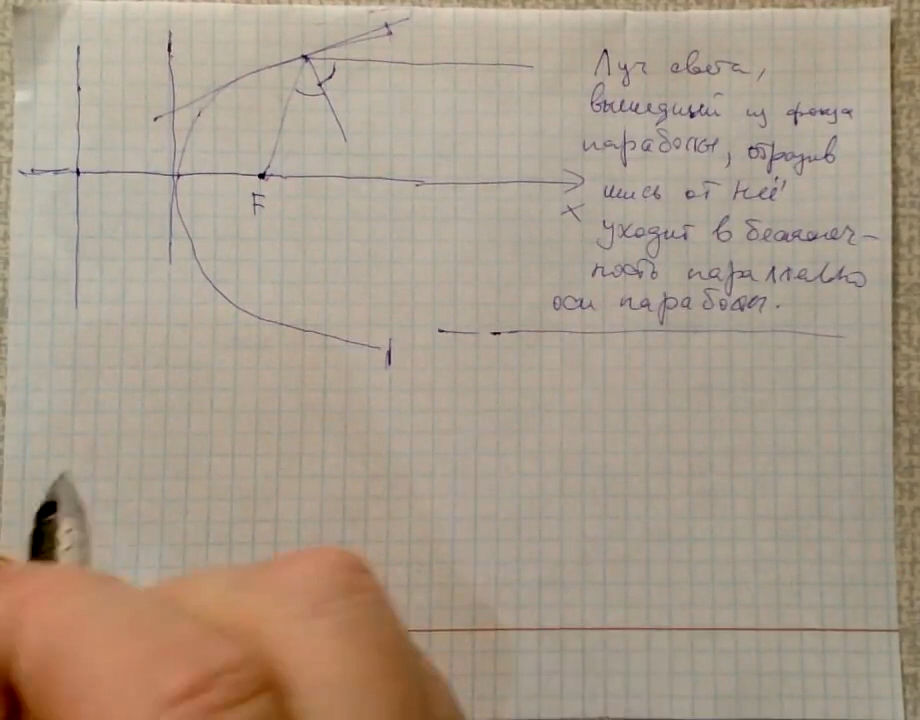 Луч света,
вышедший из фокуса
параболы, отразив
шись от неё
уходит в бесконеч-
ность параллельно
оси параболы.
F
x